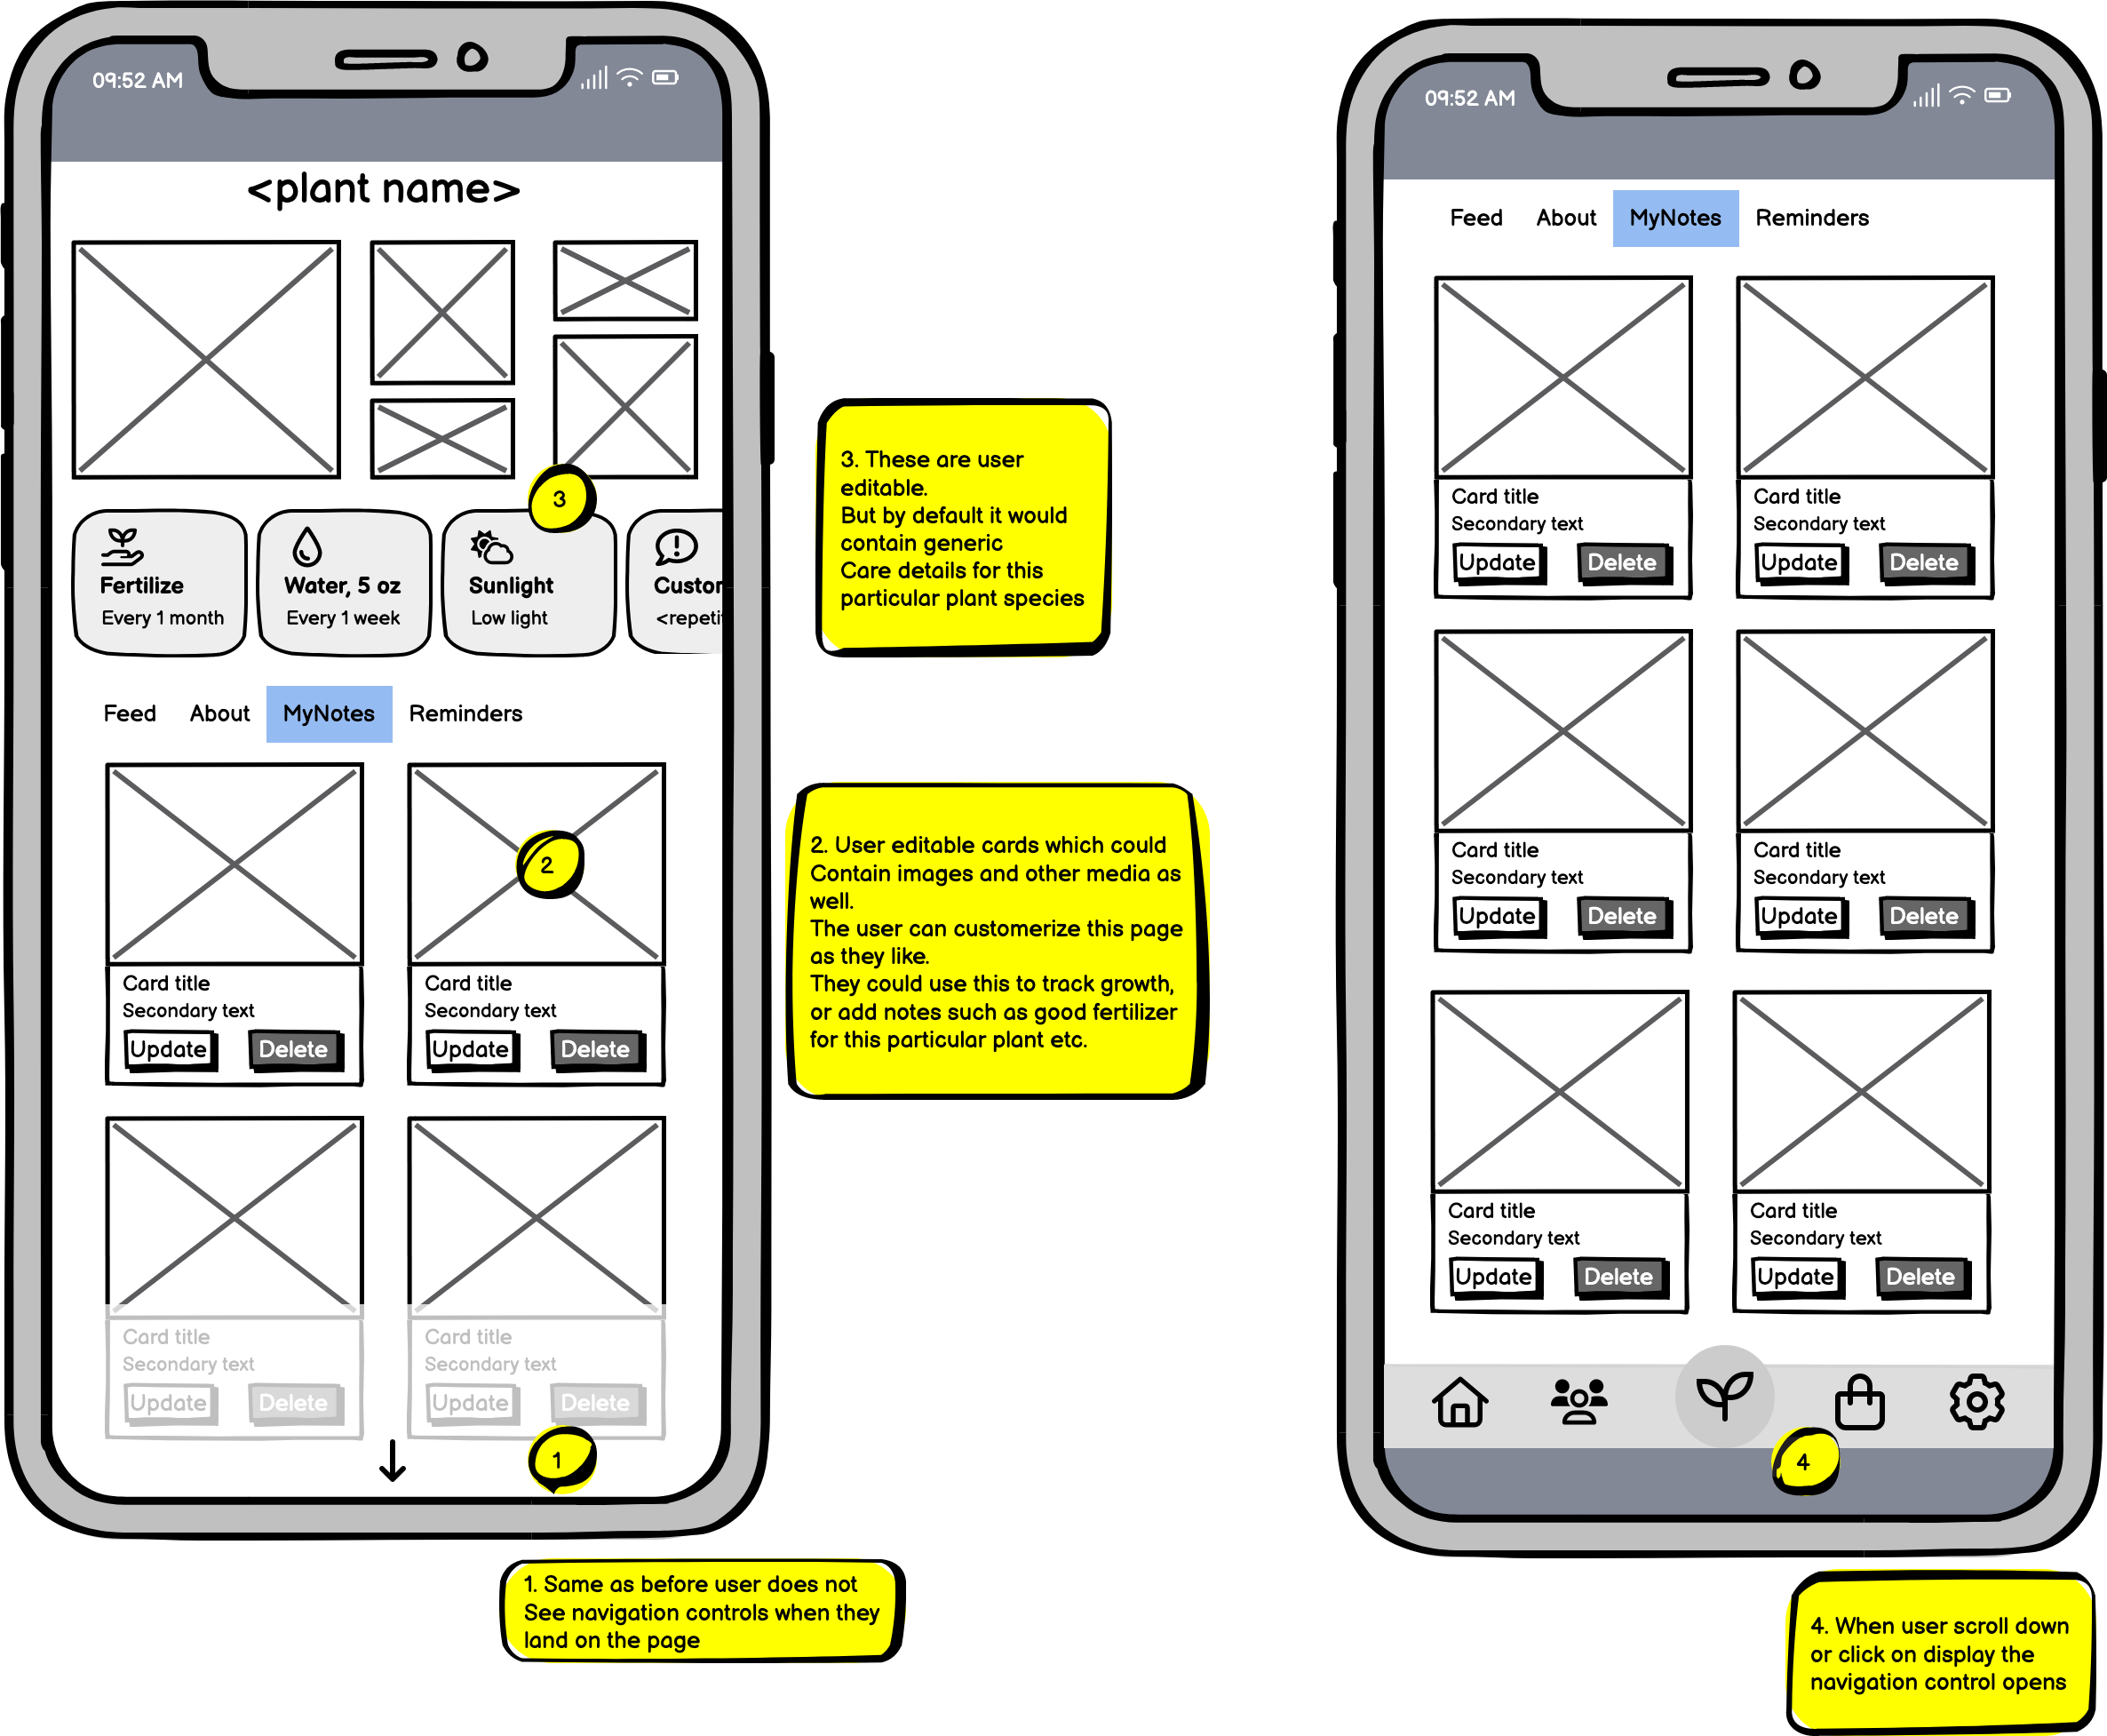 09:52 AM
<plant name>
3
Fertilize
Every 1 month
Water, 5 oz
Every 1 week
Sunlight
Low light
Custor
<repeti
Feed About MyNotes Reminders
2
Card title
Secondary text
Update Delete
Card title
Secondary text
Update Delete
Card title
Secondary text
Update Delete
Card title
Secondary text
Update Delete
1
3. These are user
editable.
But by default it would
contain generic
Care details for this
particular plant species
2. User editable cards which could
Contain images and other media as
well.
The user can customerize this page
as they like.
They could use this to track growth,
or add notes such as good fertilizer
for this particular plant etc.
1. Same as before user does not
See navigation controls when they
land on the page
09:52 AM
Feed About MyNotes Reminders
Card title
Secondary text
Update Delete
Card title
Secondary text
Update Delete
Card title
Secondary text
Update Delete
Card title
Secondary text
Update Delete
Card title
Secondary text
Update Delete
Card title
Secondary text
Update Delete
4
4. When user scroll down
or click on display the
navigation control opens